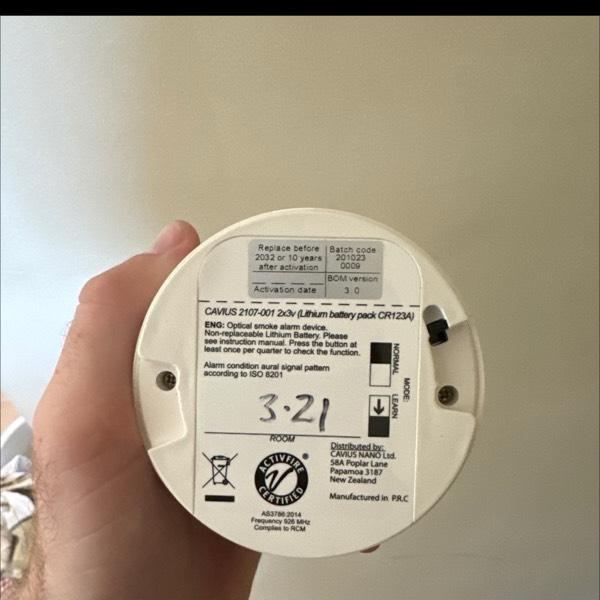 Replace before
2032 or 10 years
after activation
Activation date
Batch code
201023
0009
BOM version
3.0
CAVIUS 2107-001 2x3v (Lithium battery pack CR123A)
ENG: Optical smoke alarm device.
Non-replaceable Lithium Battery. Please
see instruction manual. Press the button at
least once per quarter to check the function.
Alarm condition aural signal pattern
according to ISO 8201
NORMAL
MODE:
LEARN
3.21
ROOM
ACTIVFIRE
®
CERTIFIED
AS3786:2014
Frequency 926 MHz
Complies to RCM
Distributed by:
CAVIUS NANO Ltd.
58A Poplar Lane
Papamoa 3187
New Zealand
Manufactured in P.R.C